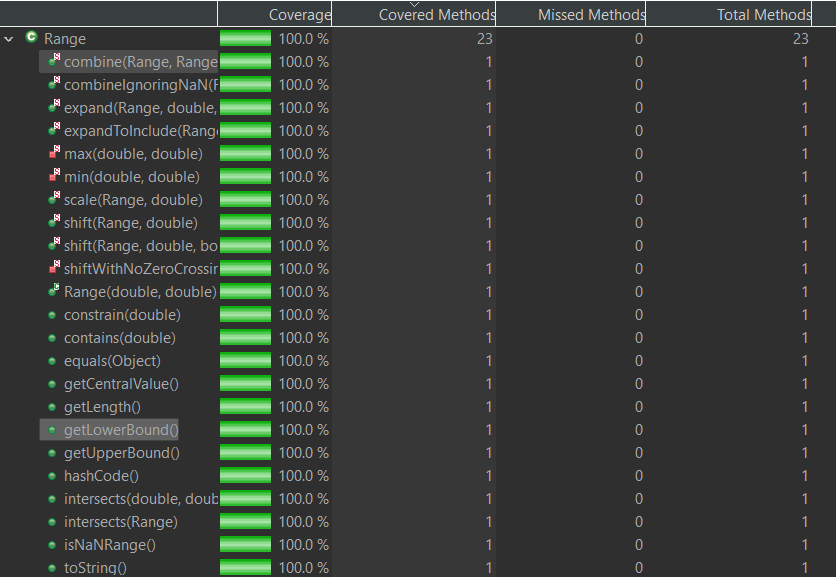 Coverage Covered Methods Missed Methods Total Methods
Range 100.0 % 23 0 23
combine(Range, Range 100.0 % 1 0 1
combineIgnoringNaN(R 100.0 % 1 0 1
expand(Range, double, 100.0 % 1 0 1
expandToInclude(Range 100.0 % 1 0 1
max(double, double) 100.0 % 1 0 1
min(double, double) 100.0 % 1 0 1
scale(Range, double) 100.0 % 1 0 1
shift(Range, double) 100.0 % 1 0 1
shift(Range, double, bo 100.0 % 1 0 1
shiftWithNoZeroCrossin 100.0 % 1 0 1
Range(double, double) 100.0 % 1 0 1
constrain(double) 100.0 % 1 0 1
contains(double) 100.0 % 1 0 1
equals(Object) 100.0 % 1 0 1
getCentralValue() 100.0 % 1 0 1
getLength() 100.0 % 1 0 1
getLowerBound() 100.0 % 1 0 1
getUpperBound() 100.0 % 1 0 1
hashCode() 100.0 % 1 0 1
intersects(double, doub 100.0 % 1 0 1
intersects(Range) 100.0 % 1 0 1
isNaNRange() 100.0 % 1 0 1
toString() 100.0 % 1 0 1